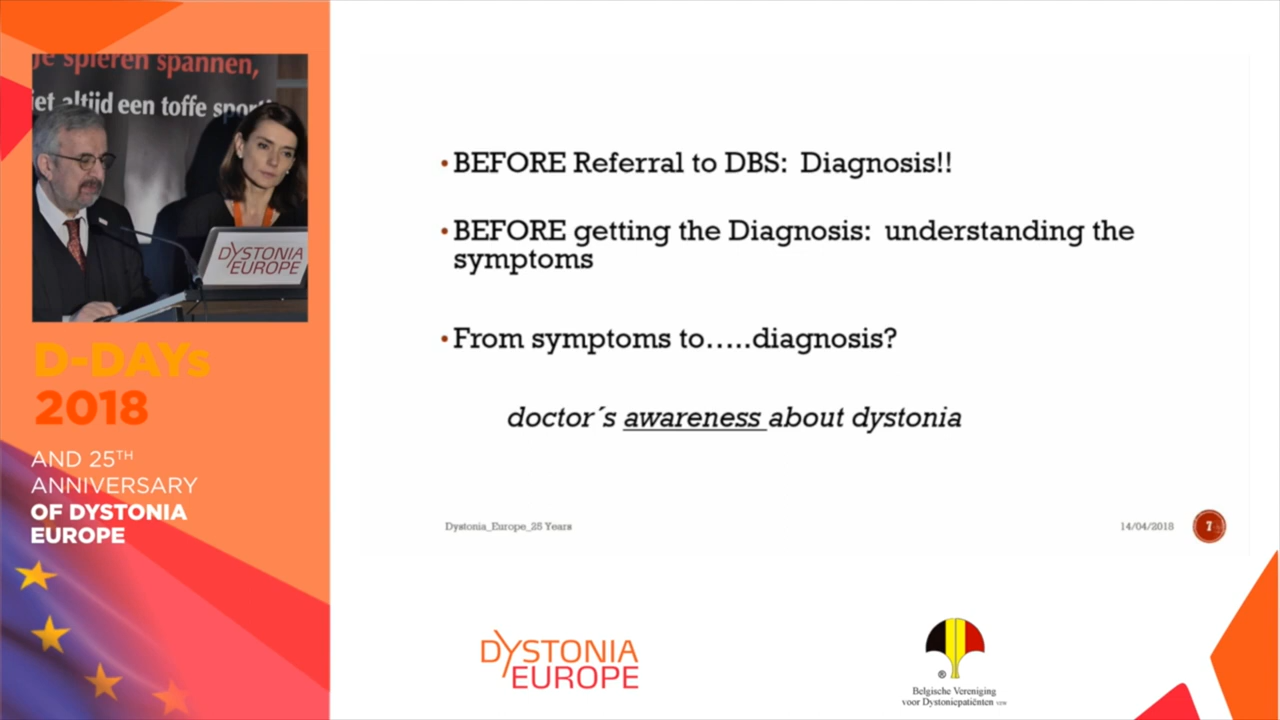 Je spieren spannen,
iet altijd een toffe sport
DYSTONIA
EUROPE
D-DAYs
2018
AND 25TH
ANNIVERSARY
OF DYSTONIA
EUROPE
• BEFORE Referral to DBS: Diagnosis!!
• BEFORE getting the Diagnosis: understanding the
symptoms
• From symptoms to…..diagnosis?
doctor´s awareness about dystonia
Dystonia_Europe_25 Years
14/04/2018
7
DYSTONIA
EUROPE
®
Belgische Vereniging
voor Dystoniepatiënten vzw